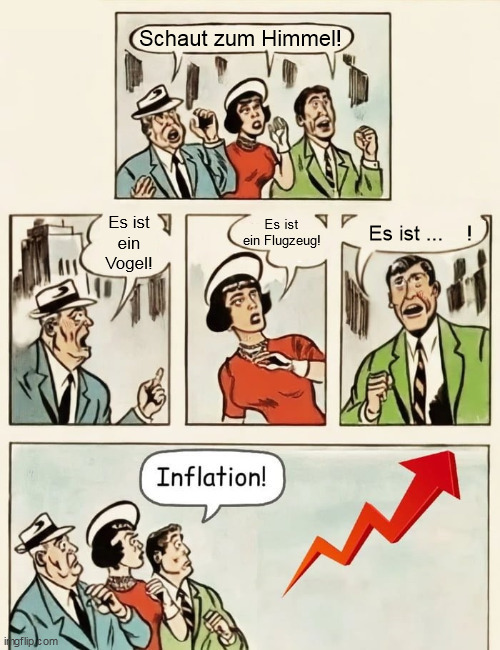 Schaut zum Himmel!
Es ist
ein
Vogel!
Es ist
ein Flugzeug!
Es ist ... !
Inflation!
imgflip.com